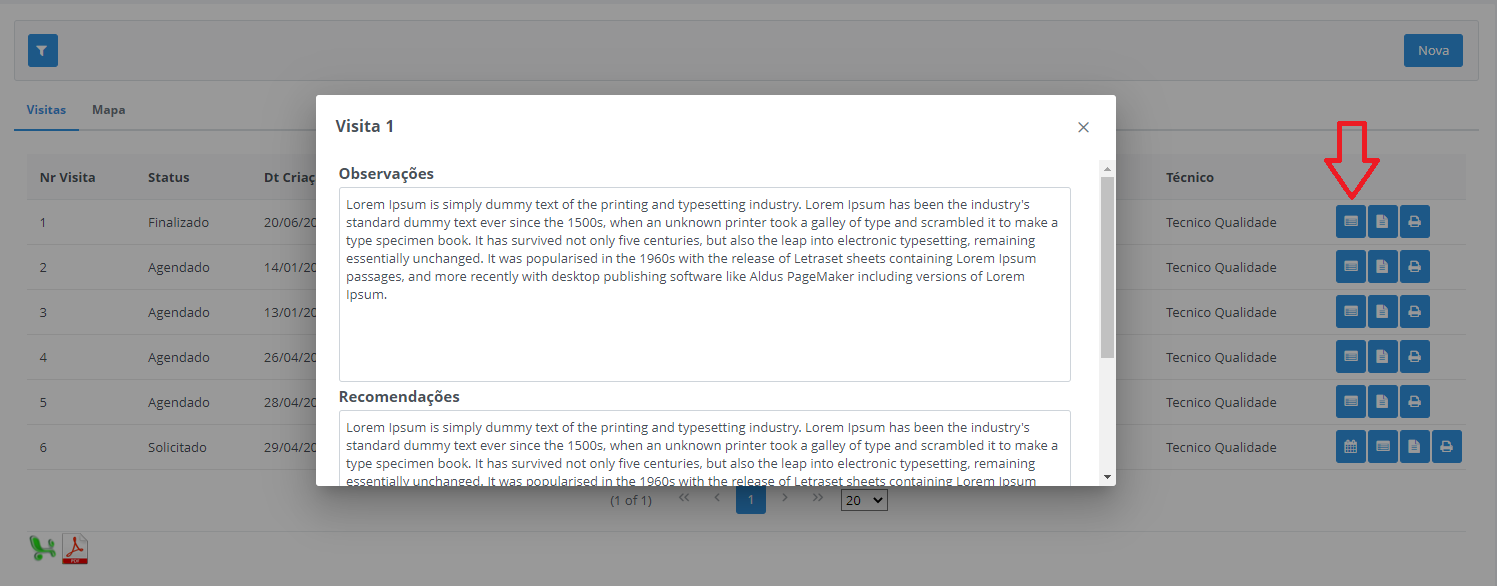 Nova
Visitas Mapa
Visita 1
Nr Visita Status Dt Criaç Técnico
Observações
Lorem Ipsum is simply dummy text of the printing and typesetting industry. Lorem Ipsum has been the industry's
standard dummy text ever since the 1500s, when an unknown printer took a galley of type and scrambled it to make a
type specimen book. It has survived not only five centuries, but also the leap into electronic typesetting, remaining
essentially unchanged. It was popularised in the 1960s with the release of Letraset sheets containing Lorem Ipsum
passages, and more recently with desktop publishing software like Aldus PageMaker including versions of Lorem
Ipsum.
Recomendações
Lorem Ipsum is simply dummy text of the printing and typesetting industry. Lorem Ipsum has been the industry's
standard dummy text ever since the 1500s, when an unknown printer took a galley of type and scrambled it to make a
type specimen book. It has survived not only five centuries, but also the leap into electronic typesetting, remaining
essentially unchanged. It was popularised in the 1960s with the release of Letraset sheets containing Lorem Ipsum
1 Finalizado 20/06/20 Tecnico Qualidade
2 Agendado 14/01/20 Tecnico Qualidade
3 Agendado 13/01/20 Tecnico Qualidade
4 Agendado 26/04/20 Tecnico Qualidade
5 Agendado 28/04/20 Tecnico Qualidade
6 Solicitado 29/04/20 Tecnico Qualidade
(1 of 1) 1 20
PDF